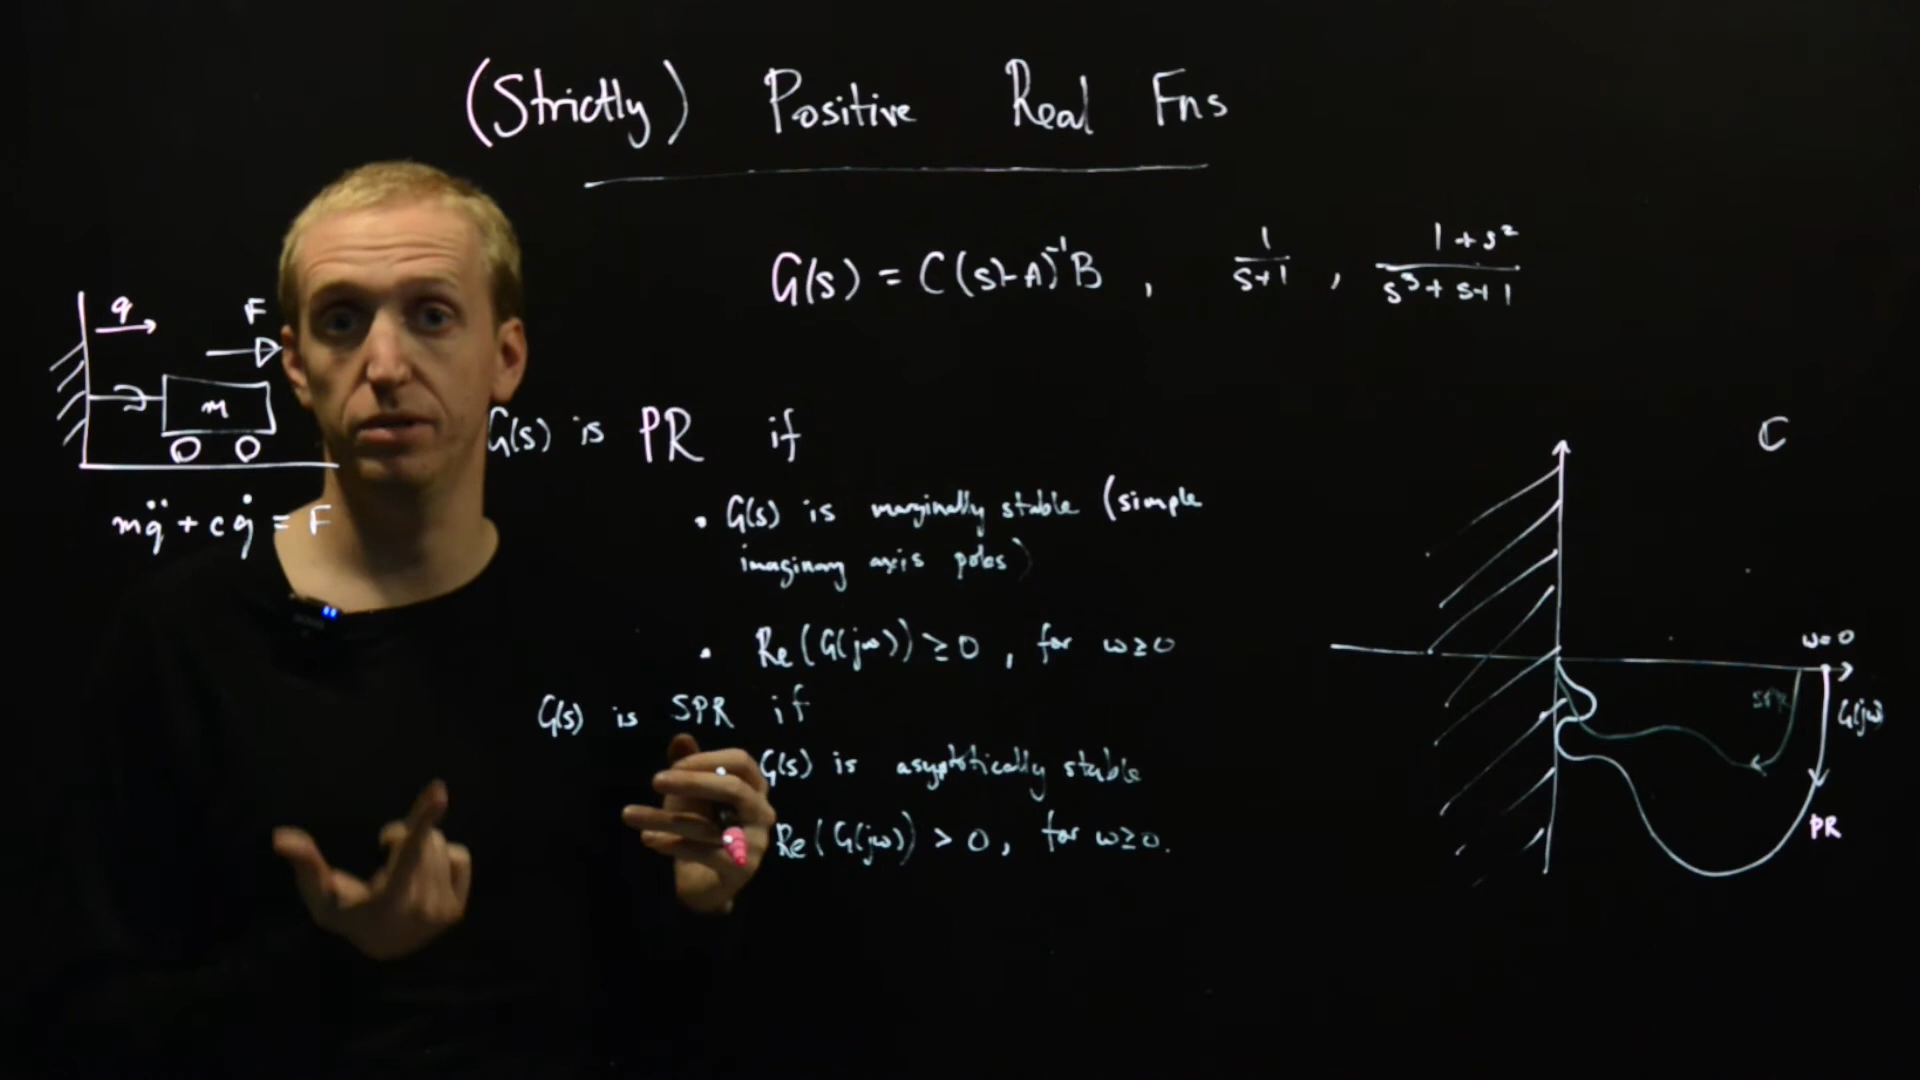 (Strictly) Positive Real Fns
G(s) = C(sI-A)⁻¹B , 1/(s+1) , (1+s²)/(s³+s+1)
q
F
m
mq̈ + cq̇ = F
G(s) is PR if
• G(s) is marginally stable (simple
imaginary axis poles)
• Re(G(jω)) ≥ 0 , for ω≥0
G(s) is SPR if
• G(s) is asyptotically stable
Re(G(jω)) > 0 , for ω≥0.
ℂ
ω=0
SPR
G(jω)
PR